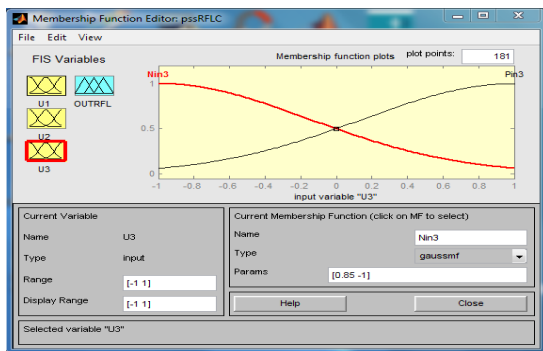 Membership Function Editor: pssRFLC
File Edit View
FIS Variables
Membership function plots plot points: 181
U1 OUTRFL
U2
U3
Nin3 Pin3
1
0.5
0
-1 -0.8 -0.6 -0.4 -0.2 0 0.2 0.4 0.6 0.8 1
input variable "U3"
Current Variable
Name U3
Type input
Range [-1 1]
Display Range [-1 1]
Current Membership Function (click on MF to select)
Name Nin3
Type gaussmf
Params [0.85 -1]
Help Close
Selected variable "U3"